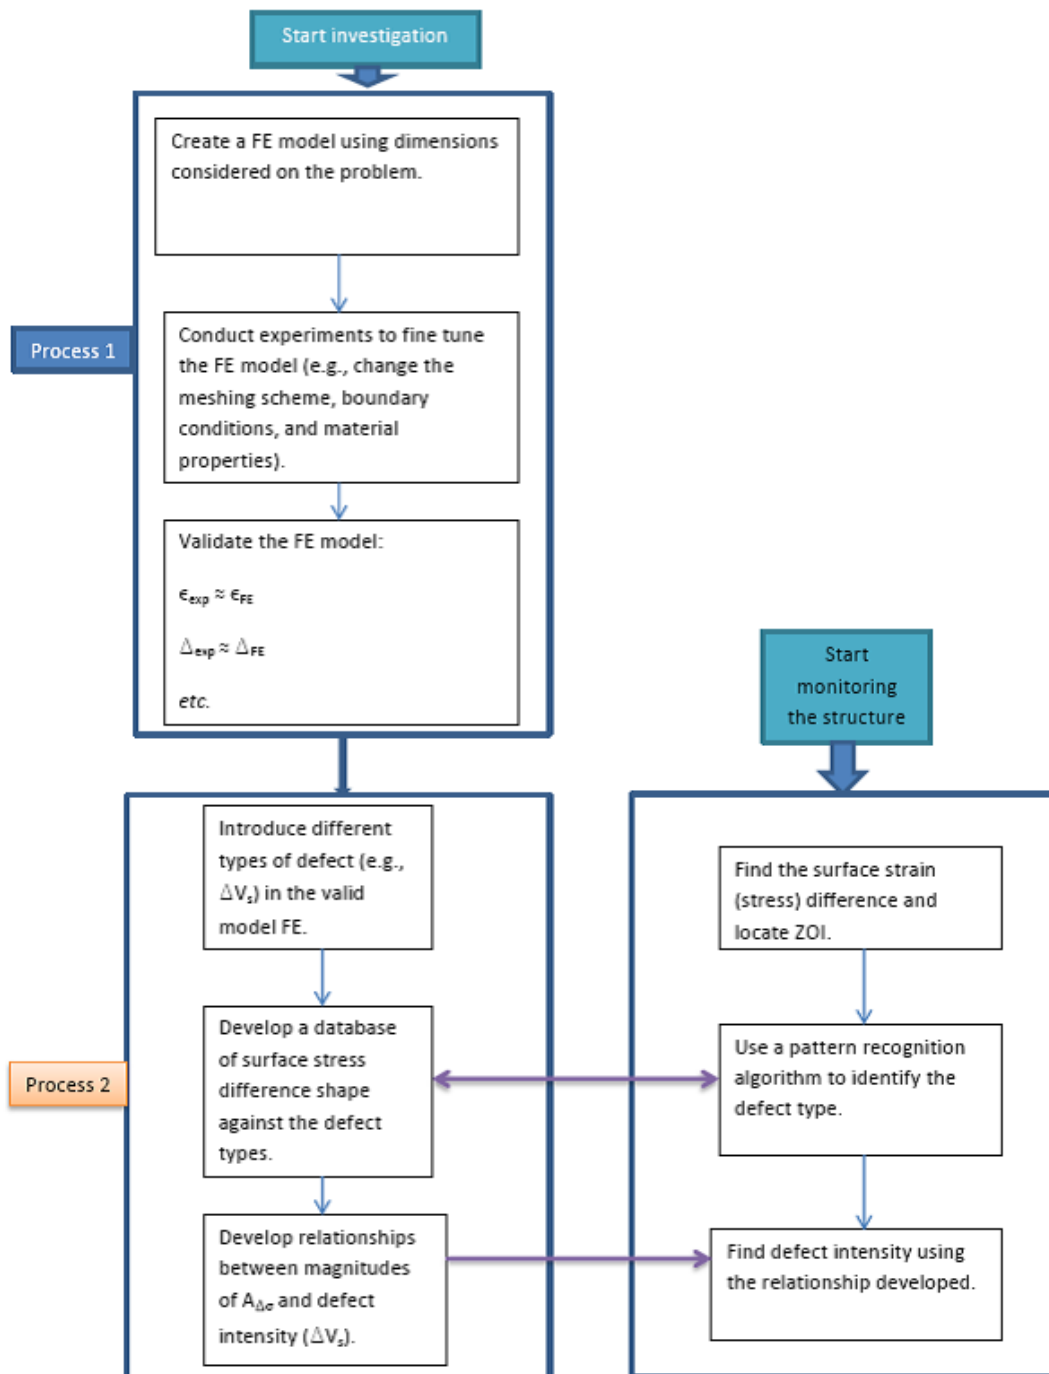 Start investigation
Create a FE model using dimensions
considered on the problem.
Process 1
Conduct experiments to fine tune
the FE model (e.g., change the
meshing scheme, boundary
conditions, and material
properties).
Validate the FE model:
ϵexp ≈ ϵFE
Δexp ≈ ΔFE
etc.
Start
monitoring
the structure
Introduce different
types of defect (e.g.,
ΔVs) in the valid
model FE.
Develop a database
of surface stress
difference shape
against the defect
types.
Process 2
Develop relationships
between magnitudes
of AΔσ and defect
intensity (ΔVs).
Find the surface strain
(stress) difference and
locate ZOI.
Use a pattern recognition
algorithm to identify the
defect type.
Find defect intensity using
the relationship developed.